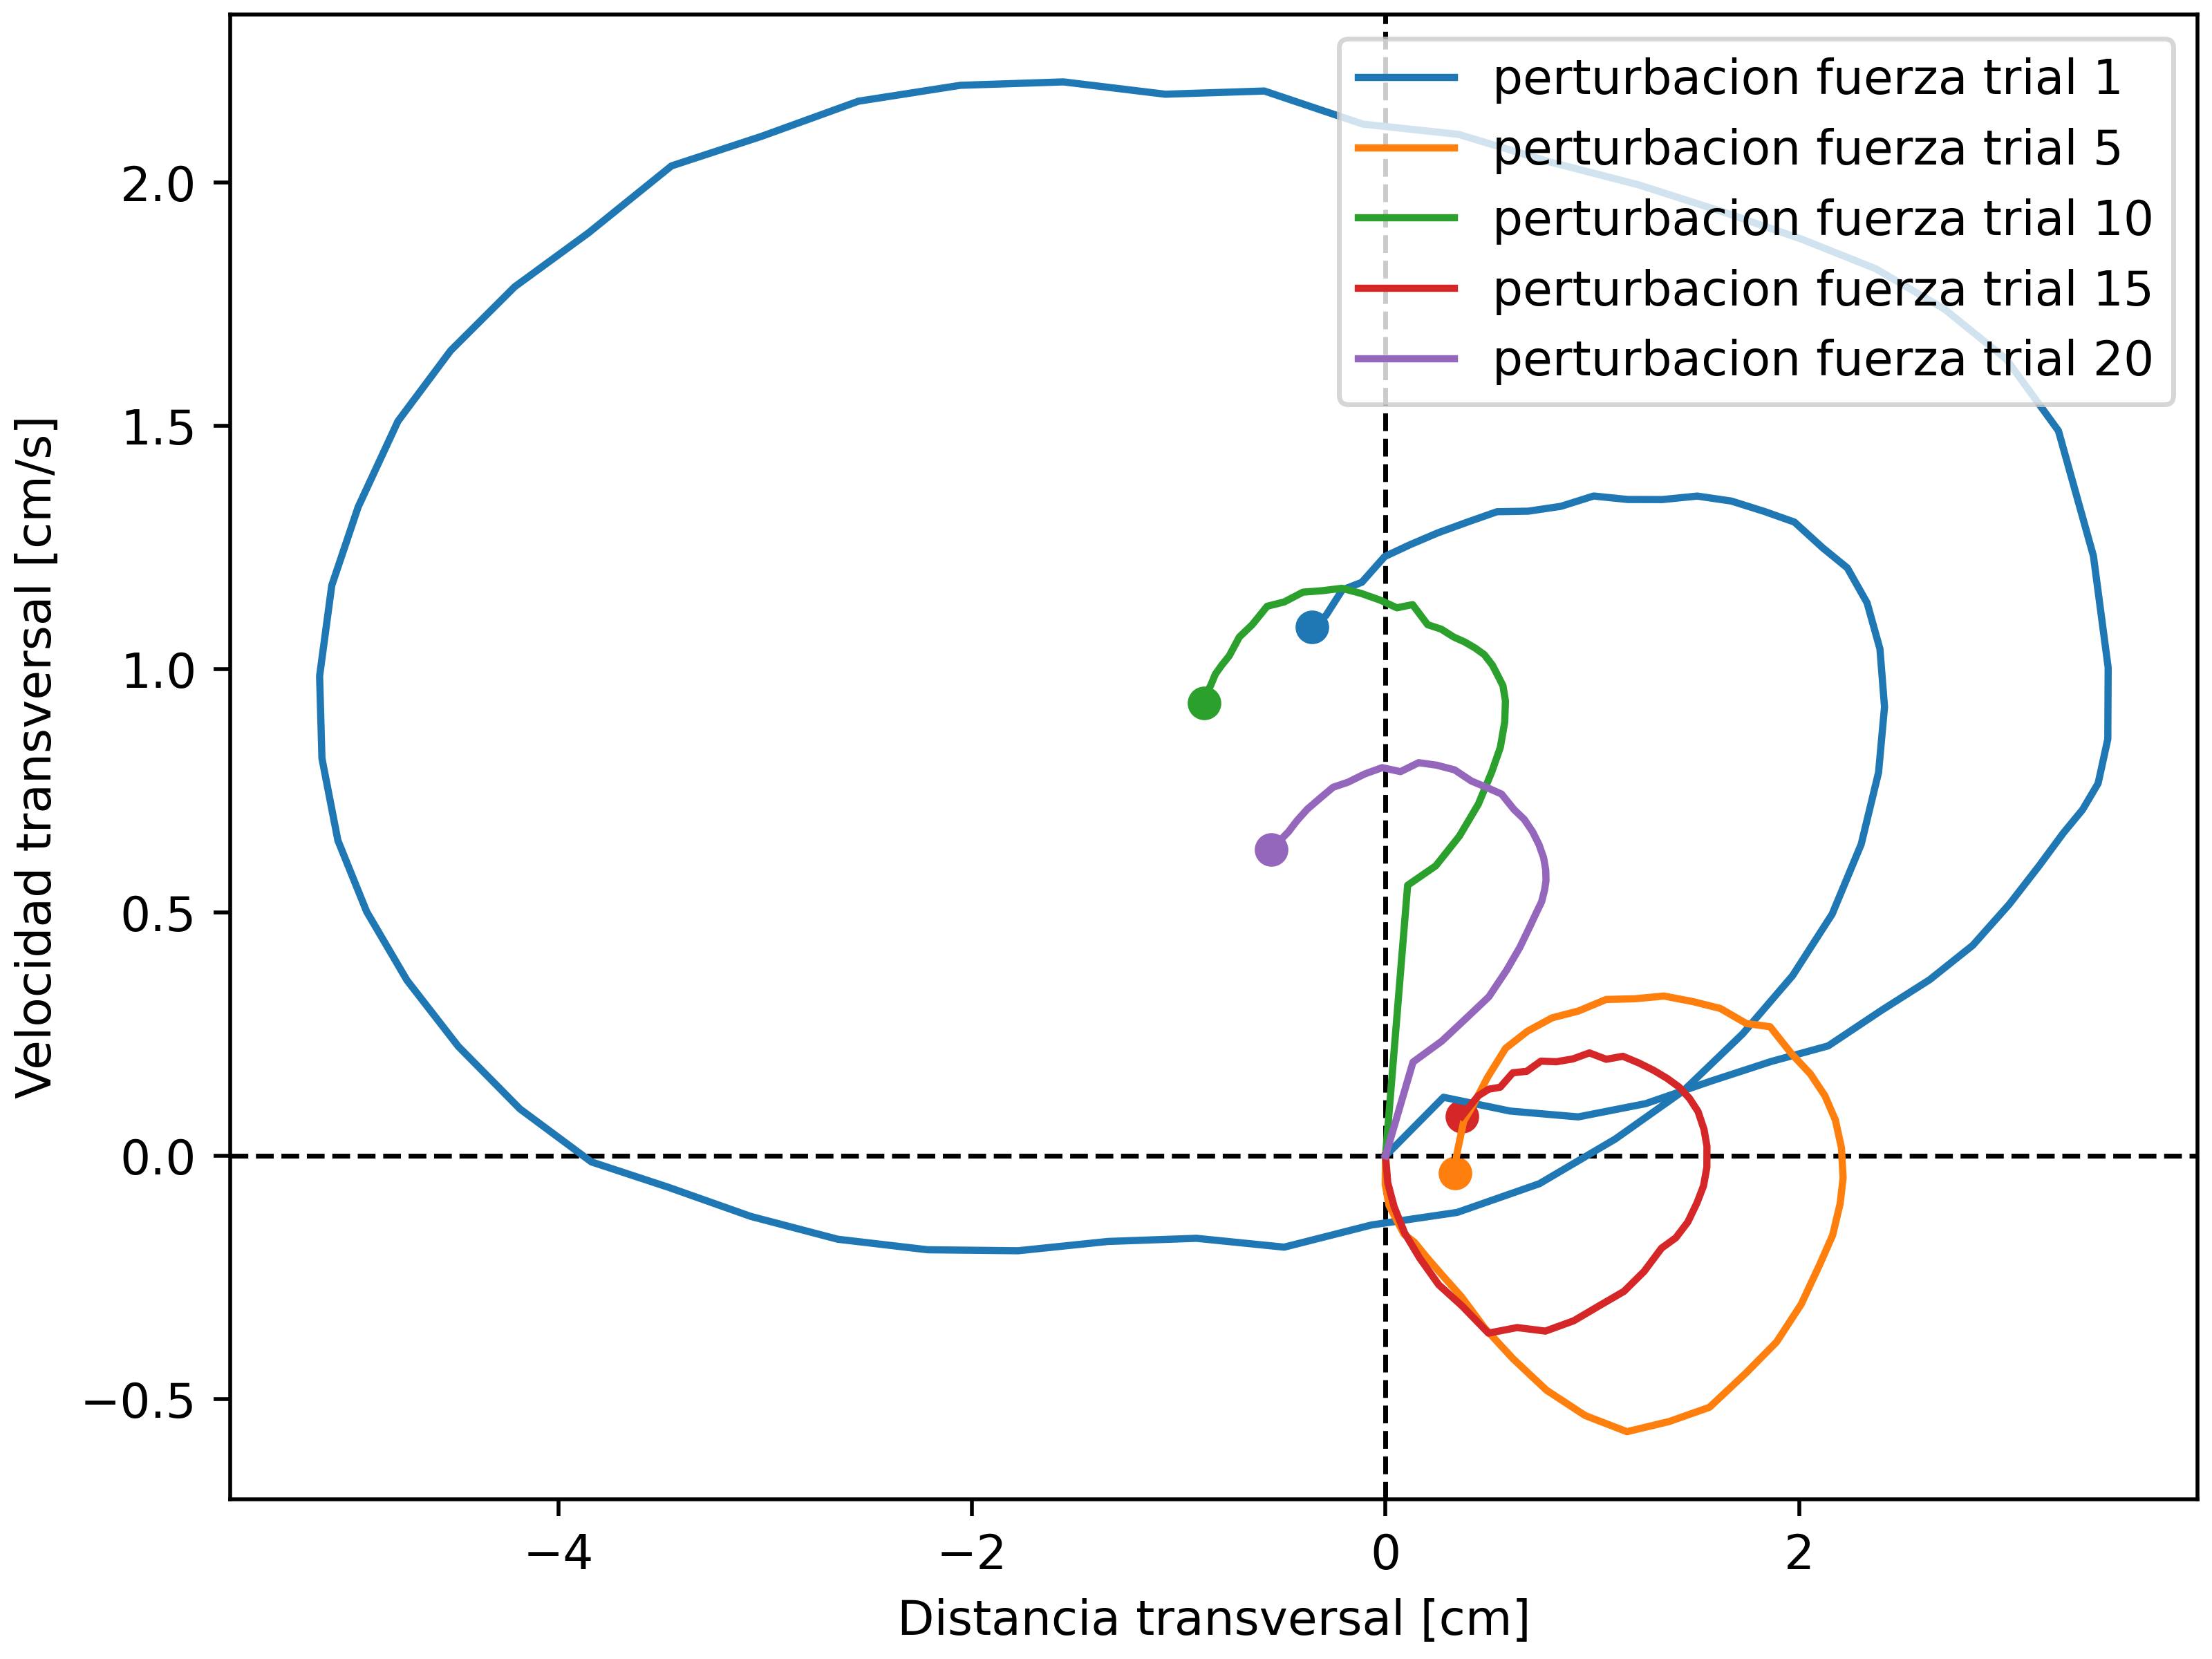 perturbacion fuerza trial 1
perturbacion fuerza trial 5
perturbacion fuerza trial 10
perturbacion fuerza trial 15
perturbacion fuerza trial 20
Velocidad transversal [cm/s]
2.0
1.5
1.0
0.5
0.0
−0.5
−4 −2 0 2
Distancia transversal [cm]